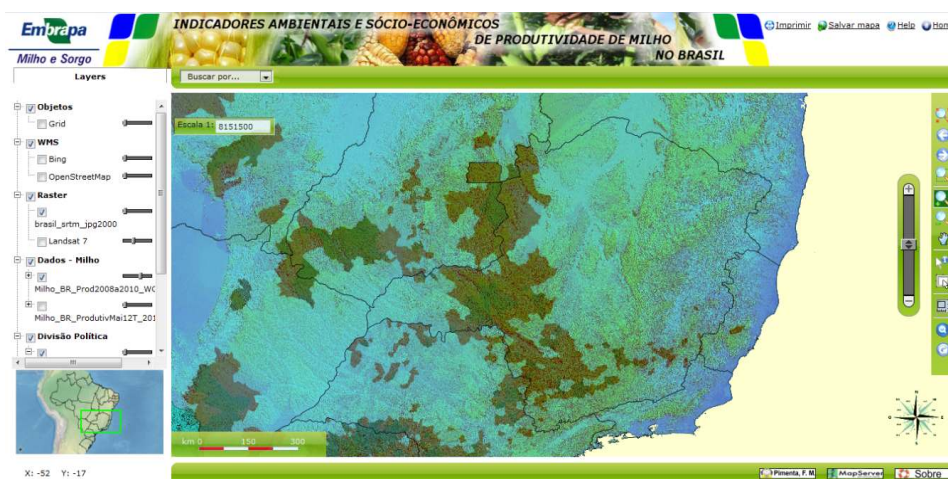 Embrapa
Milho e Sorgo
INDICADORES AMBIENTAIS E SÓCIO-ECONÔMICOS
DE PRODUTIVIDADE DE MILHO
NO BRASIL
Imprimir Salvar mapa Help Hom
Layers
Buscar por...
Objetos
Grid
WMS
Bing
OpenStreetMap
Raster
brasil_srtm_jpg2000
Landsat 7
Dados - Milho
Milho_BR_Prod2008a2010_WG
Milho_BR_ProdutivMai12T_201
Divisão Política
Escala 1: 8151500
km 0 150 300
X: -52 Y: -17
Pimenta, F. M. MapServer Sobre